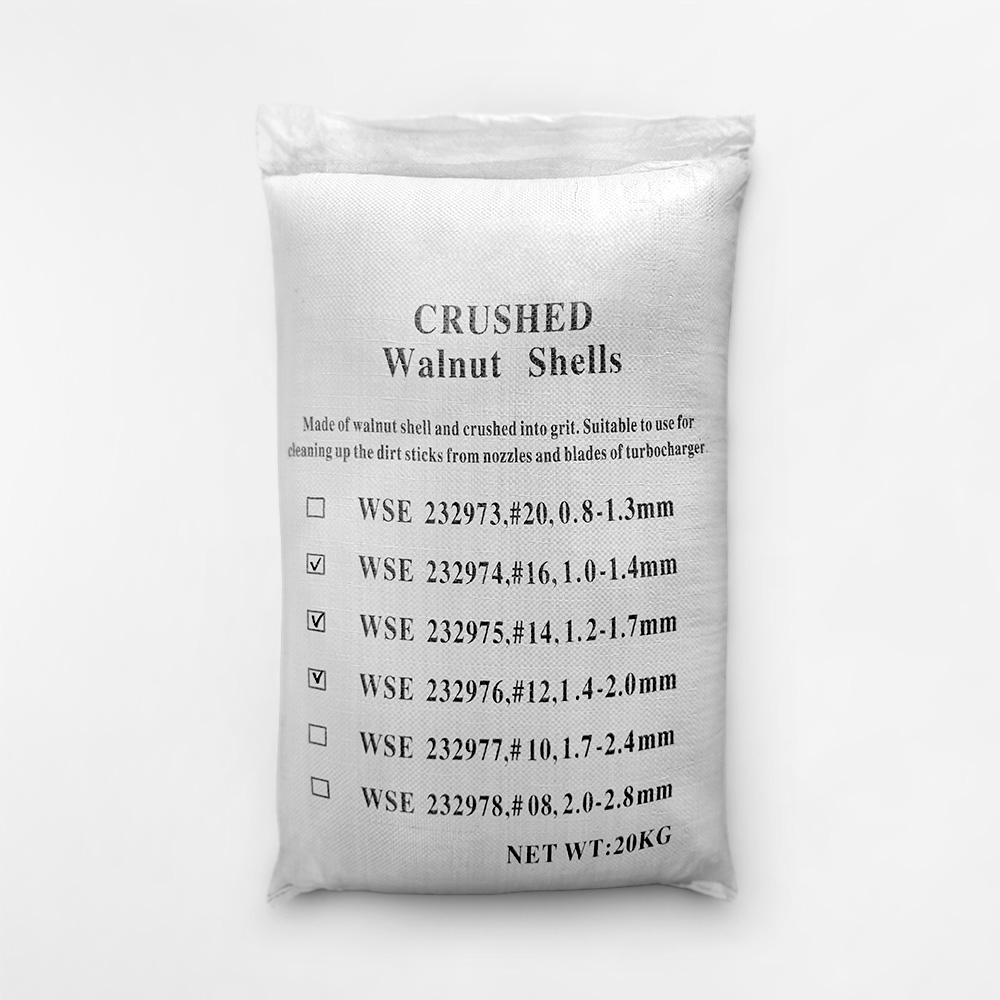 CRUSHED
Walnut Shells
Made of walnut shell and crushed into grit. Suitable to use for
cleaning up the dirt sticks from nozzles and blades of turbocharger.
☐ WSE 232973,#20,0.8-1.3mm
☑ WSE 232974,#16,1.0-1.4mm
☑ WSE 232975,#14,1.2-1.7mm
☑ WSE 232976,#12,1.4-2.0mm
☐ WSE 232977,#10,1.7-2.4mm
☐ WSE 232978,#08,2.0-2.8mm
NET WT:20KG